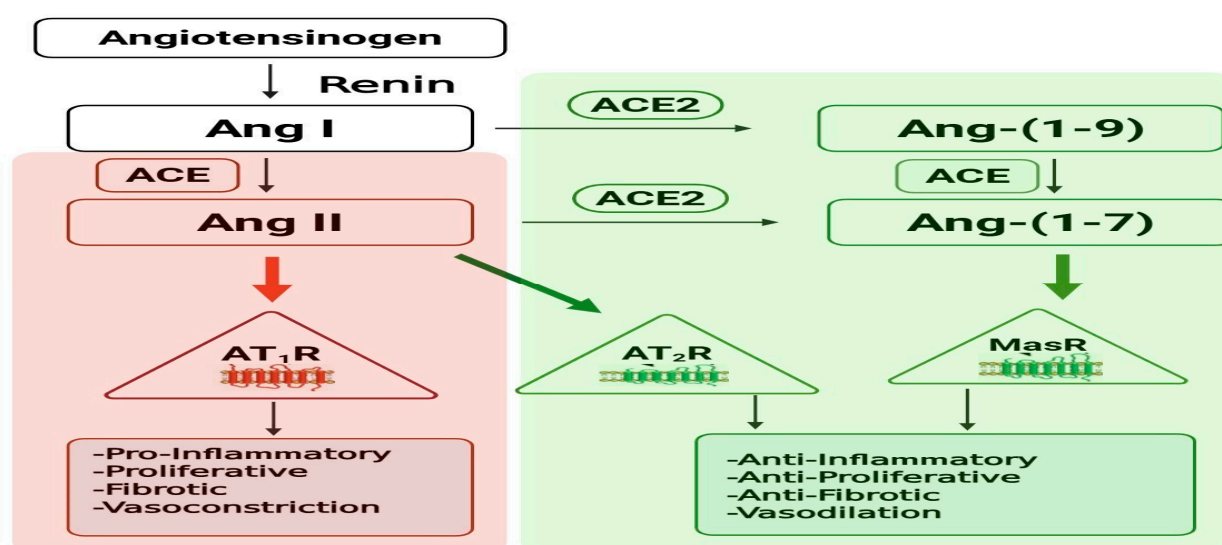 Angiotensinogen
Renin
Ang I
ACE2
Ang-(1-9)
ACE
ACE
Ang II
ACE2
Ang-(1-7)
AT₁R
AT₂R
MasR
-Pro-Inflammatory
-Proliferative
-Fibrotic
-Vasoconstriction
-Anti-Inflammatory
-Anti-Proliferative
-Anti-Fibrotic
-Vasodilation